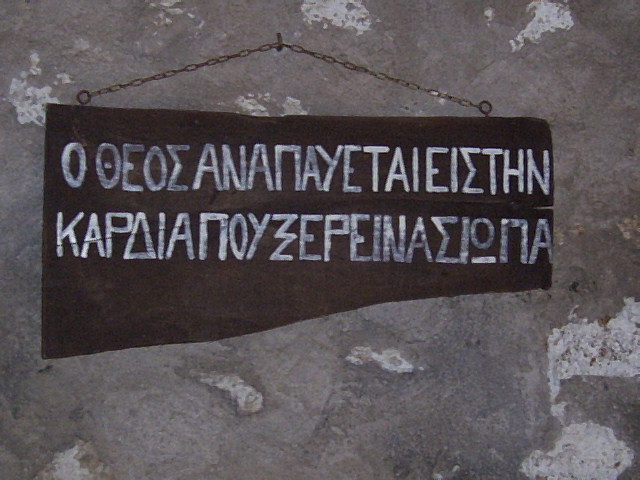 Ο ΘΕΟΣ ΑΝΑΠΑΥΕΤΑΙ ΕΙΣ ΤΗΝ
ΚΑΡΔΙΑ ΠΟΥ ΞΕΡΕΙ ΝΑ ΣΙΩΠΑ